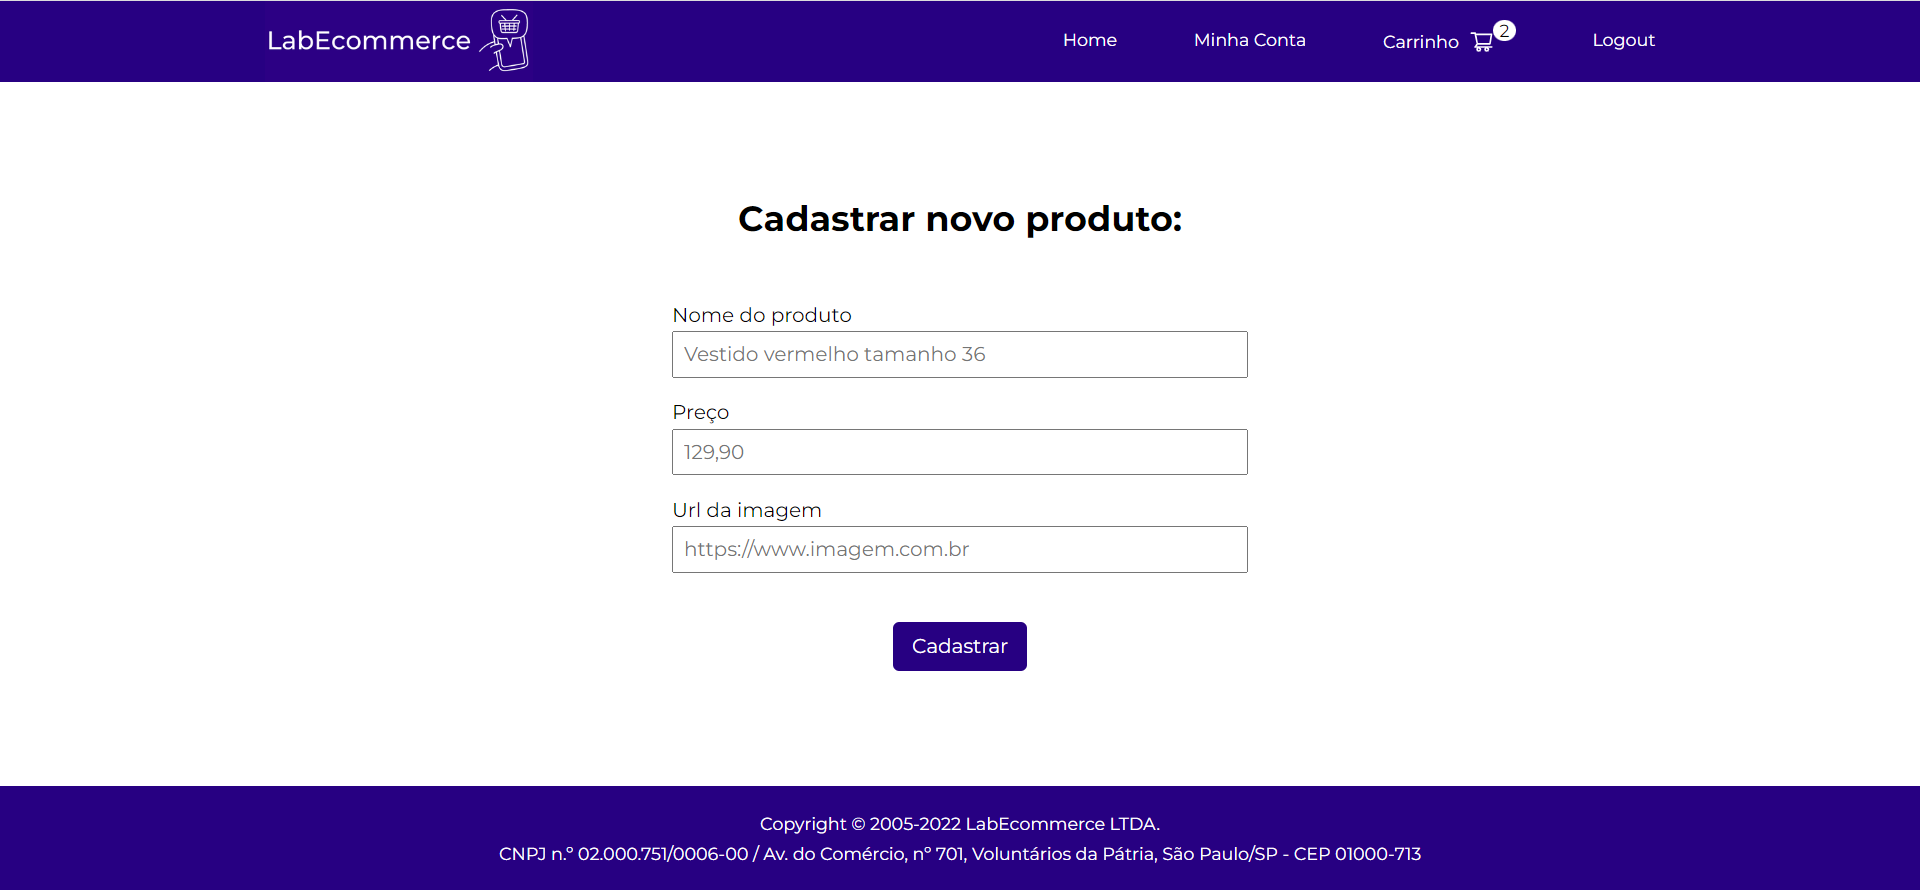 LabEcommerce
Home
Minha Conta
Carrinho 2
Logout
Cadastrar novo produto:
Nome do produto
Vestido vermelho tamanho 36
Preço
129,90
Url da imagem
https://www.imagem.com.br
Cadastrar
Copyright © 2005-2022 LabEcommerce LTDA.
CNPJ n.º 02.000.751/0006-00 / Av. do Comércio, nº 701, Voluntários da Pátria, São Paulo/SP - CEP 01000-713